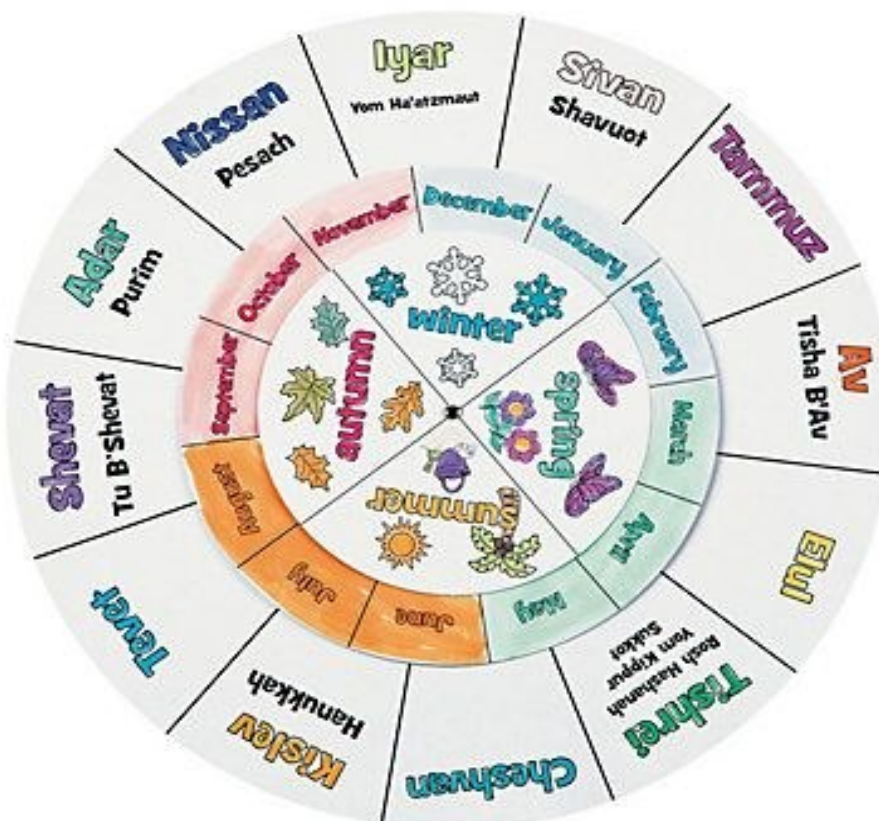 Iyar
Yom Ha'atzmaut
Sivan
Shavuot
Tammuz
Av
Tisha B'Av
Elul
Tishrei
Rosh Hashanah
Yom Kippur
Sukkot
Cheshvan
Kislev
Hanukkah
Tevet
Shevat
Tu B'Shevat
Adar
Purim
Nissan
Pesach
December
January
February
March
April
May
June
July
August
September
October
November
winter
spring
summer
autumn